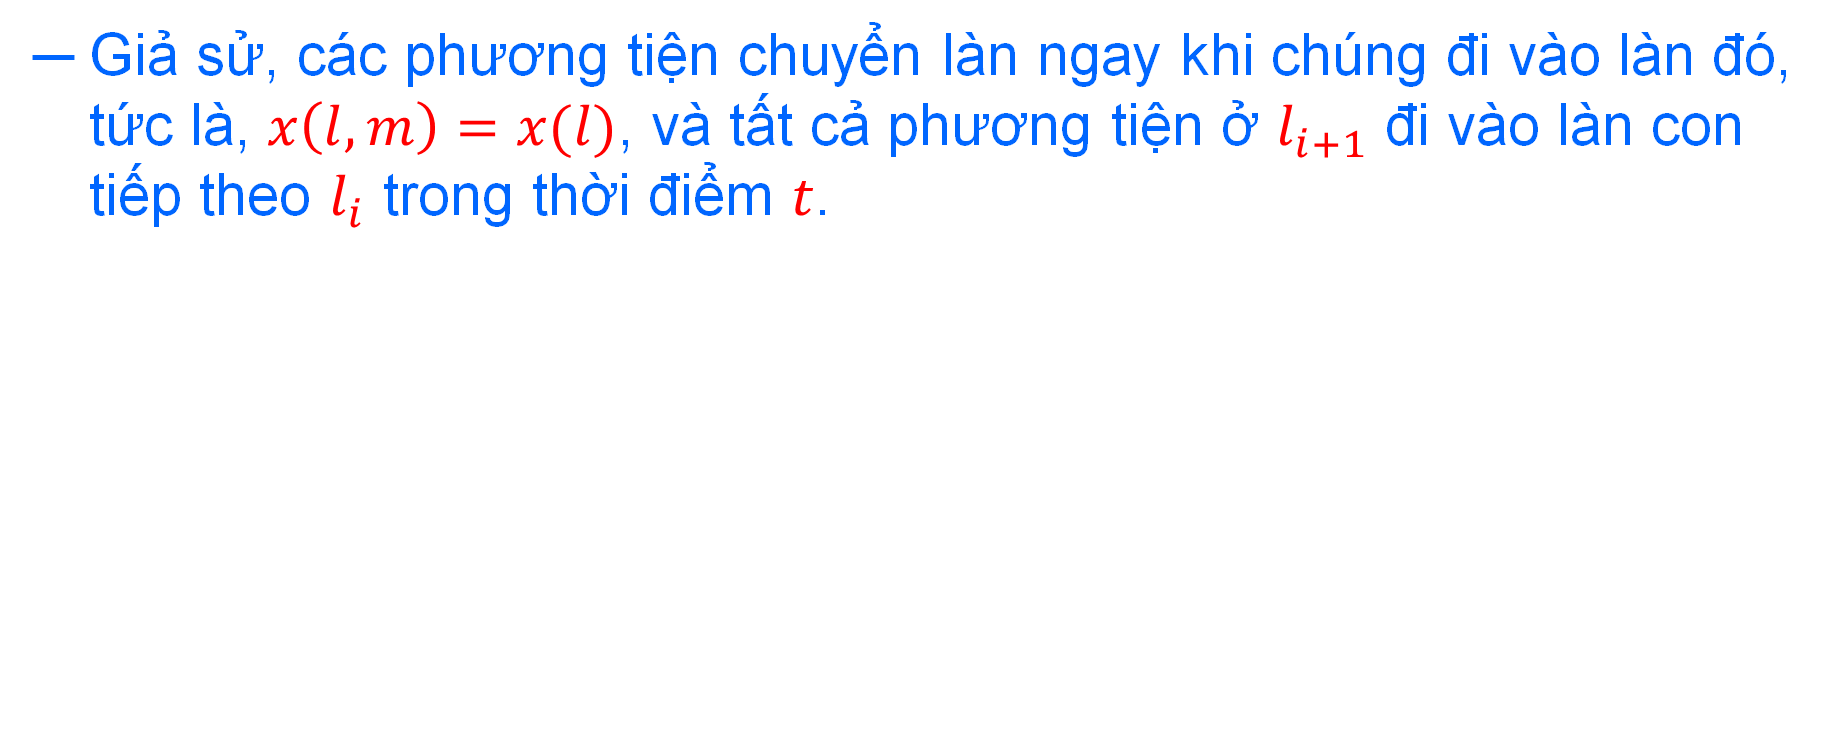 – Giả sử, các phương tiện chuyển làn ngay khi chúng đi vào làn đó,
tức là, x(l, m) = x(l), và tất cả phương tiện ở l_{i+1} đi vào làn con
tiếp theo l_i trong thời điểm t.